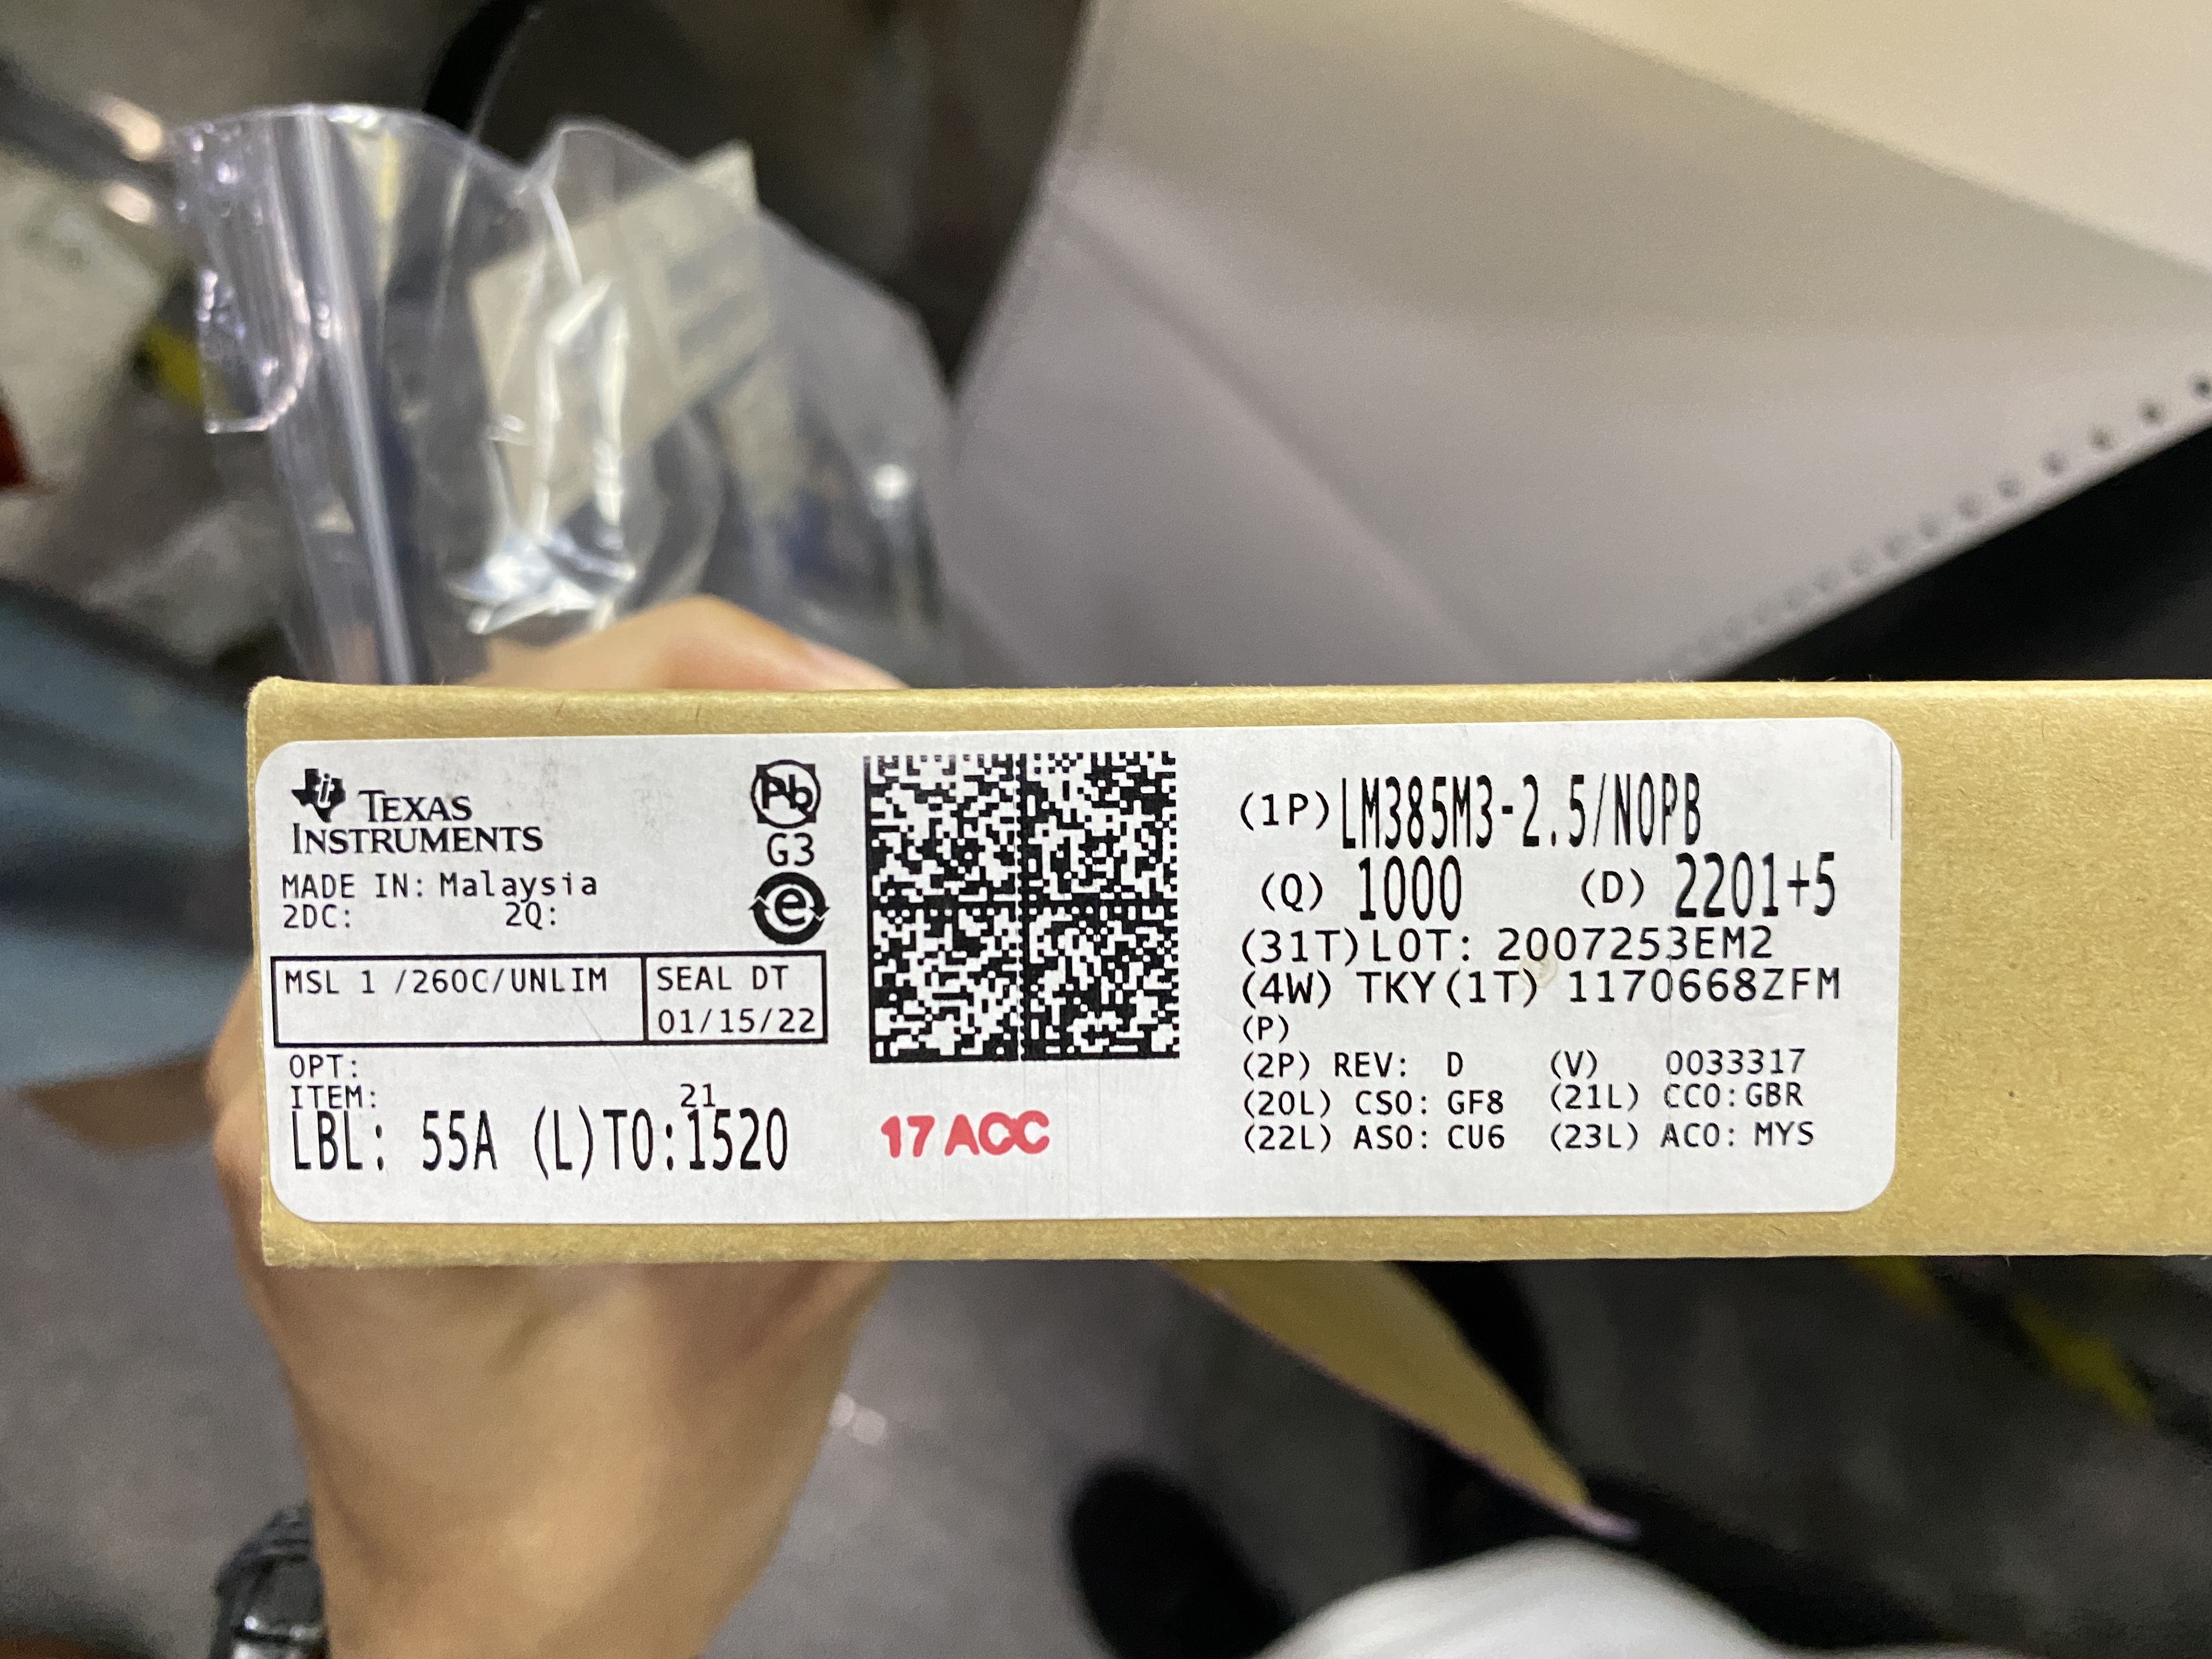 TEXAS
INSTRUMENTS
MADE IN: Malaysia
2DC: 2Q:
Pb
G3
e
MSL 1 /260C/UNLIM
SEAL DT
01/15/22
OPT:
ITEM: 21
LBL: 55A (L)TO:1520
17 ACC
(1P) LM385M3-2.5/NOPB
(Q) 1000 (D) 2201+5
(31T)LOT: 2007253EM2
(4W) TKY(1T) 1170668ZFM
(P)
(2P) REV: D (V) 0033317
(20L) CSO: GF8 (21L) CCO:GBR
(22L) ASO: CU6 (23L) ACO: MYS